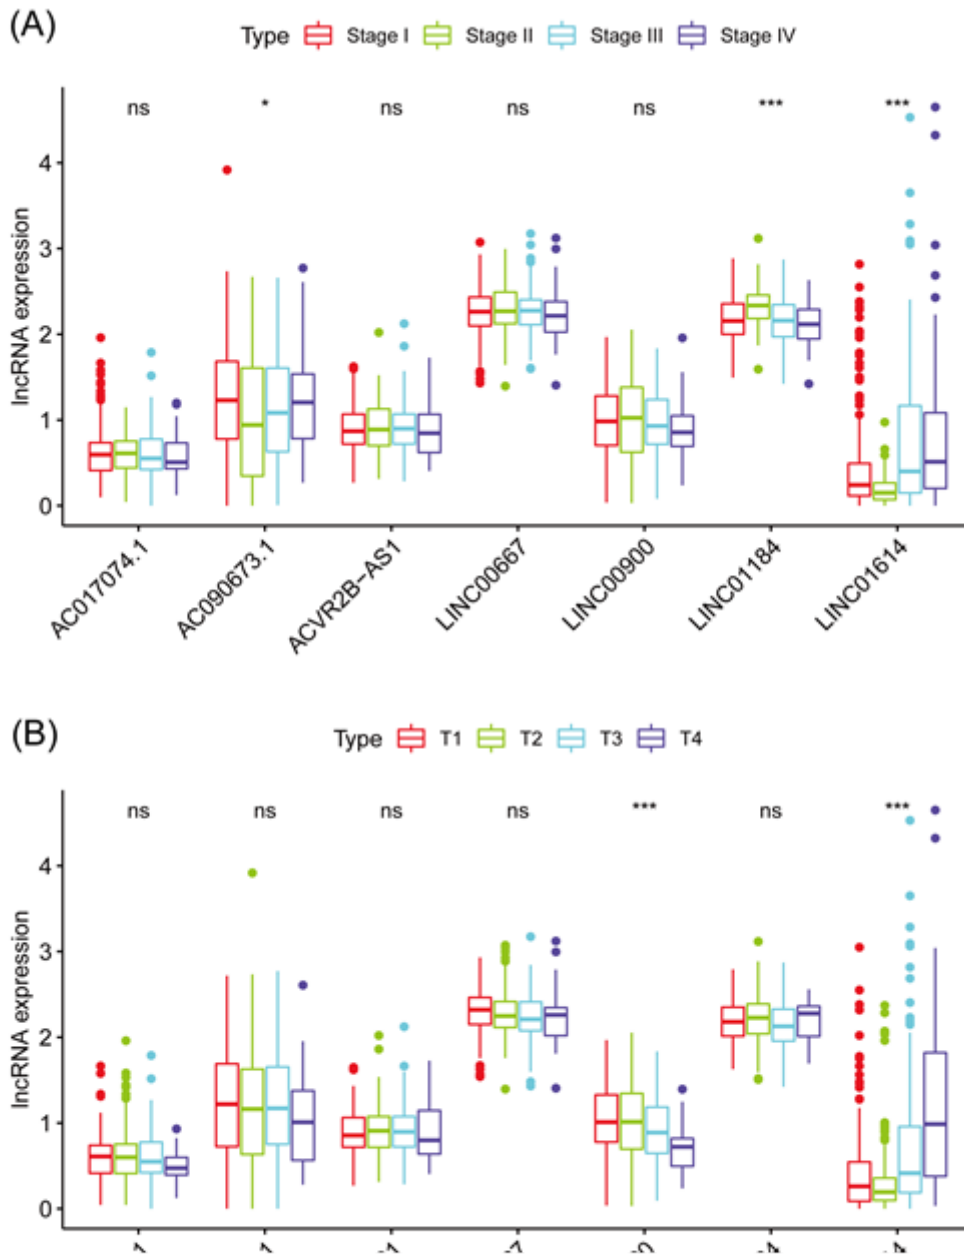 (A)
Type Stage I Stage II Stage III Stage IV
ns * ns ns ns *** ***
4
3
2
1
0
lncRNA expression
AC017074.1 AC090673.1 ACVR2B−AS1 LINC00667 LINC00900 LINC01184 LINC01614
(B)
Type T1 T2 T3 T4
ns ns ns ns *** ns ***
4
3
2
1
0
lncRNA expression